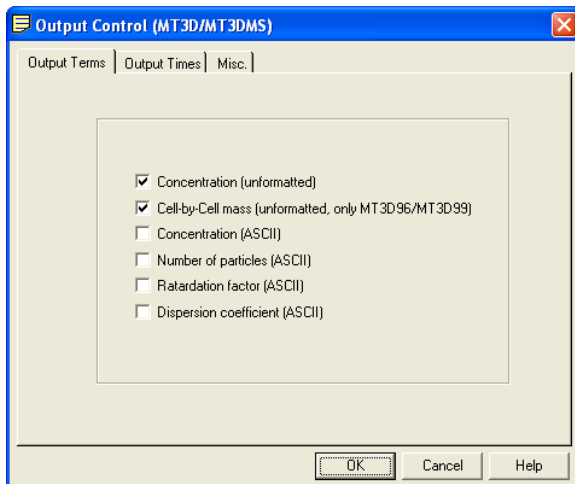 Output Control (MT3D/MT3DMS)
Output Terms Output Times Misc.
Concentration (unformatted)
Cell-by-Cell mass (unformatted, only MT3D96/MT3D99)
Concentration (ASCII)
Number of particles (ASCII)
Ratardation factor (ASCII)
Dispersion coefficient (ASCII)
OK Cancel Help